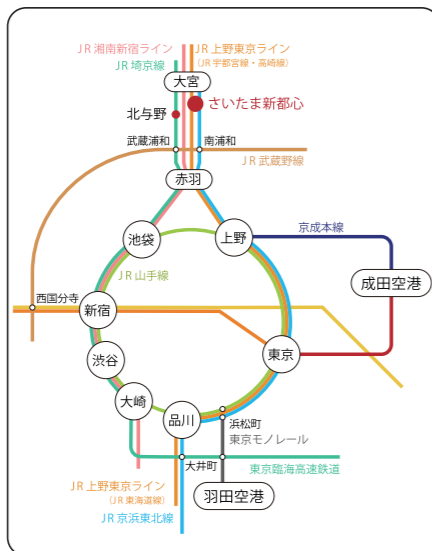 JR湘南新宿ライン
JR上野東京ライン
(JR宇都宮線・高崎線)
JR埼京線
大宮
さいたま新都心
北与野
武蔵浦和
南浦和
JR武蔵野線
赤羽
京成本線
池袋
上野
JR山手線
成田空港
西国分寺
新宿
東京
渋谷
大崎
品川
浜松町
東京モノレール
大井町
東京臨海高速鉄道
羽田空港
JR上野東京ライン
(JR東海道線)
JR京浜東北線